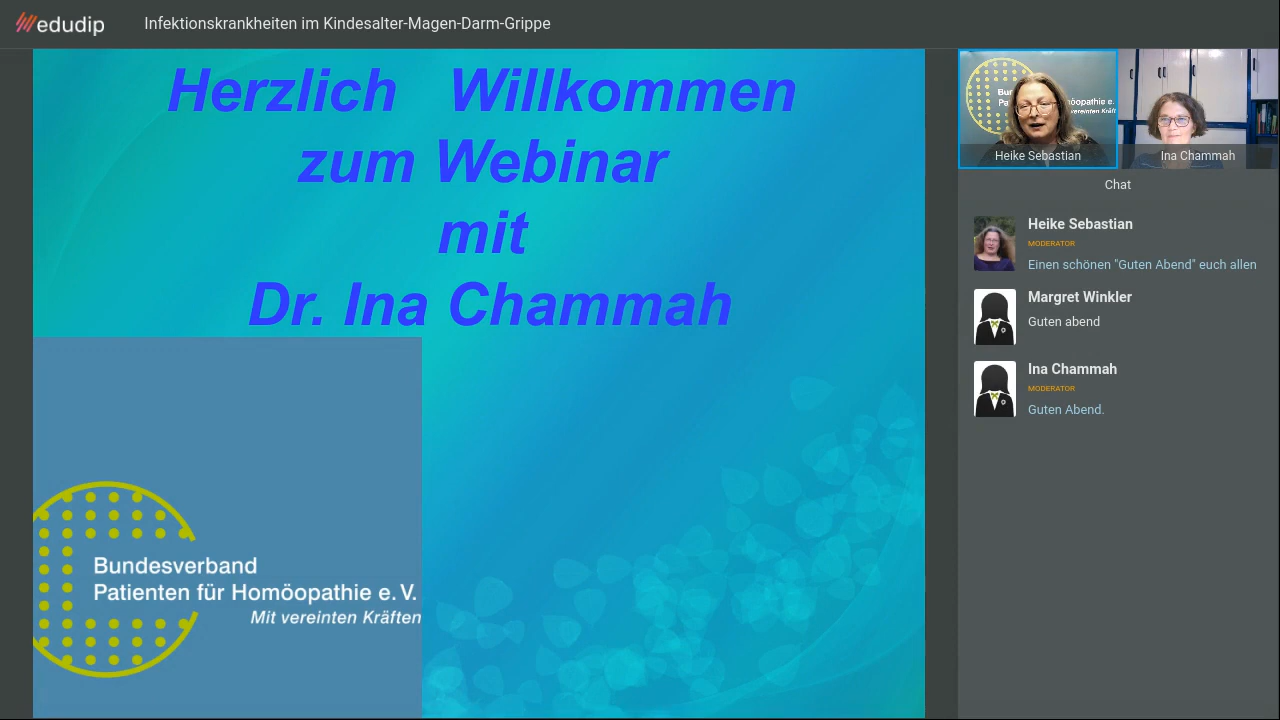 edudip
Infektionskrankheiten im Kindesalter-Magen-Darm-Grippe
Herzlich Willkommen
zum Webinar
mit
Dr. Ina Chammah
Bundesverband
Patienten für Homöopathie e. V.
Mit vereinten Kräften
Heike Sebastian
Ina Chammah
Chat
Heike Sebastian
MODERATOR
Einen schönen "Guten Abend" euch allen
Margret Winkler
Guten abend
Ina Chammah
MODERATOR
Guten Abend.